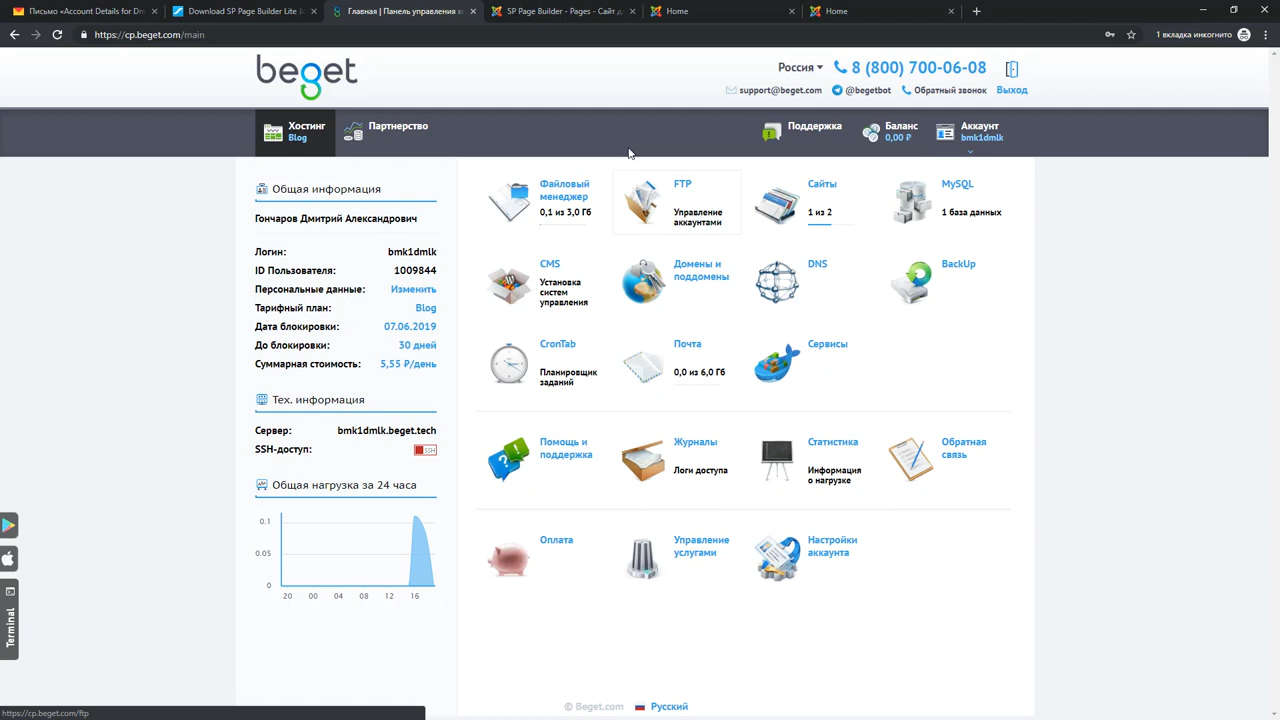 Письмо «Account Details for Dm
Download SP Page Builder Lite Jo
Главная | Панель управления хо
SP Page Builder - Pages - Сайт д
Home
Home
https://cp.beget.com/main
1 вкладка инкогнито
beget
Россия
8 (800) 700-06-08
support@beget.com
@begetbot
Обратный звонок
Выход
Хостинг
Blog
Партнерство
Поддержка
Баланс
0,00 ₽
Аккаунт
bmk1dmlk
Общая информация
Гончаров Дмитрий Александрович
Логин: bmk1dmlk
ID Пользователя: 1009844
Персональные данные: Изменить
Тарифный план: Blog
Дата блокировки: 07.06.2019
До блокировки: 30 дней
Суммарная стоимость: 5,55 ₽/день
Тех. информация
Сервер: bmk1dmlk.beget.tech
SSH-доступ: SSH
Общая нагрузка за 24 часа
0.1
0.05
0
20 00 04 08 12 16
Файловый
менеджер
0,1 из 3,0 Гб
FTP
Управление
аккаунтами
Сайты
1 из 2
MySQL
1 база данных
CMS
Установка
систем
управления
Домены и
поддомены
DNS
BackUp
CronTab
Планировщик
заданий
Почта
0,0 из 6,0 Гб
Сервисы
Помощь и
поддержка
Журналы
Логи доступа
Статистика
Информация
о нагрузке
Обратная
связь
Оплата
Управление
услугами
Настройки
аккаунта
Terminal
© Beget.com
Русский
https://cp.beget.com/ftp